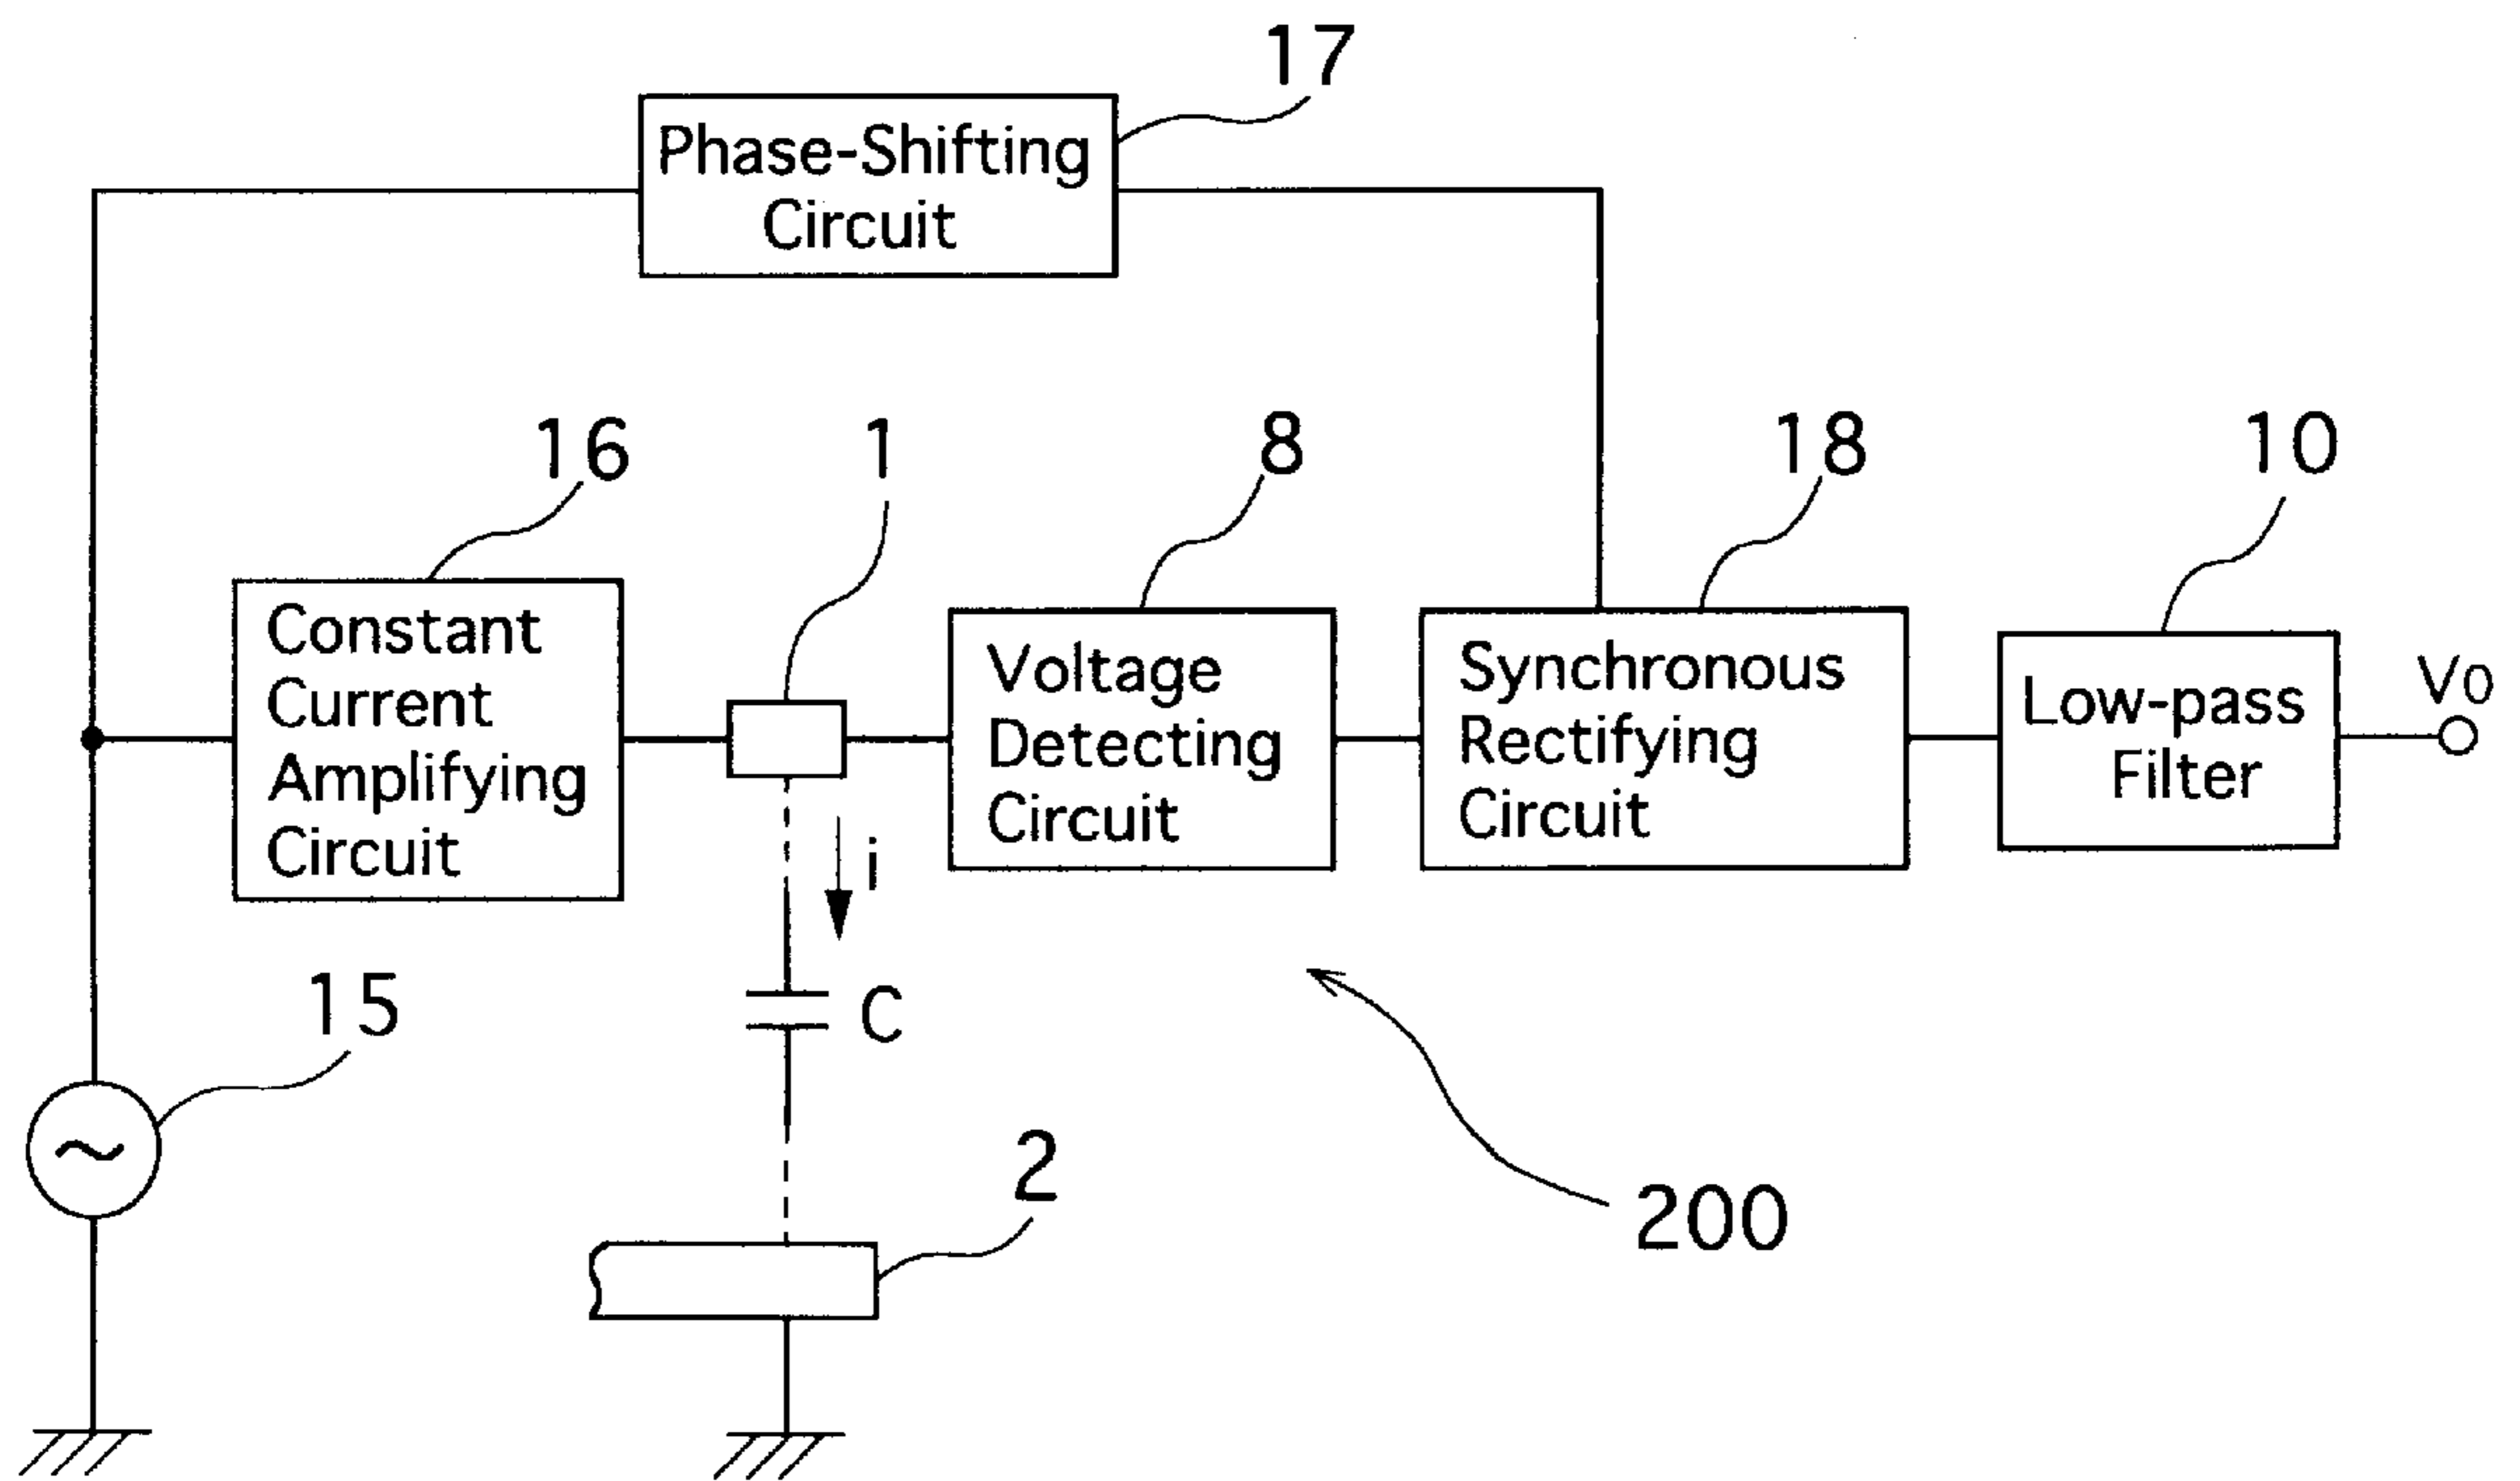 17
Phase-Shifting
Circuit
16
1
8
18
10
Constant
Current
Amplifying
Circuit
Voltage
Detecting
Circuit
Synchronous
Rectifying
Circuit
Low-pass
Filter
V0
i
C
15
2
200